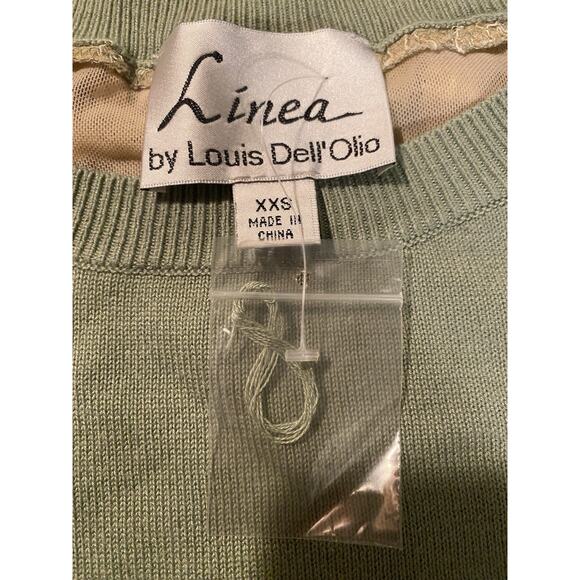 Linea
by Louis Dell'Olio
XXS
MADE IN
CHINA